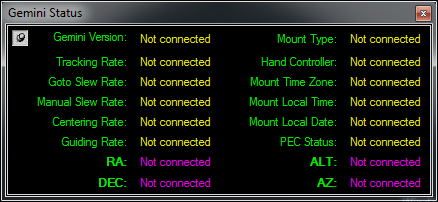 Gemini Status
Gemini Version: Not connected Mount Type: Not connected
Tracking Rate: Not connected Hand Controller: Not connected
Goto Slew Rate: Not connected Mount Time Zone: Not connected
Manual Slew Rate: Not connected Mount Local Time: Not connected
Centering Rate: Not connected Mount Local Date: Not connected
Guiding Rate: Not connected PEC Status: Not connected
RA: Not connected ALT: Not connected
DEC: Not connected AZ: Not connected